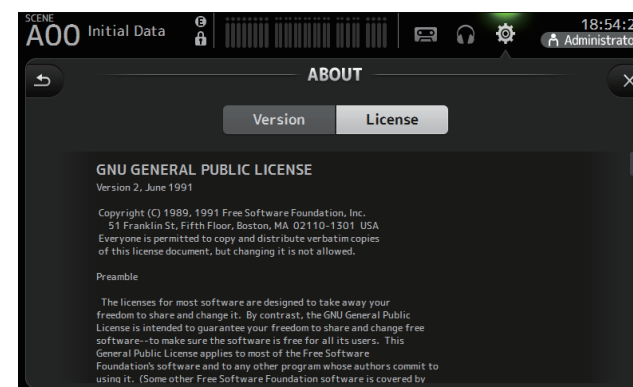 SCENE
A00 Initial Data
18:54:2
Administrato
ABOUT
Version
License
GNU GENERAL PUBLIC LICENSE
Version 2, June 1991
Copyright (C) 1989, 1991 Free Software Foundation, Inc.
51 Franklin St, Fifth Floor, Boston, MA 02110-1301 USA
Everyone is permitted to copy and distribute verbatim copies
of this license document, but changing it is not allowed.
Preamble
The licenses for most software are designed to take away your
freedom to share and change it. By contrast, the GNU General Public
License is intended to guarantee your freedom to share and change free
software--to make sure the software is free for all its users. This
General Public License applies to most of the Free Software
Foundation's software and to any other program whose authors commit to
using it. (Some other Free Software Foundation software is covered by